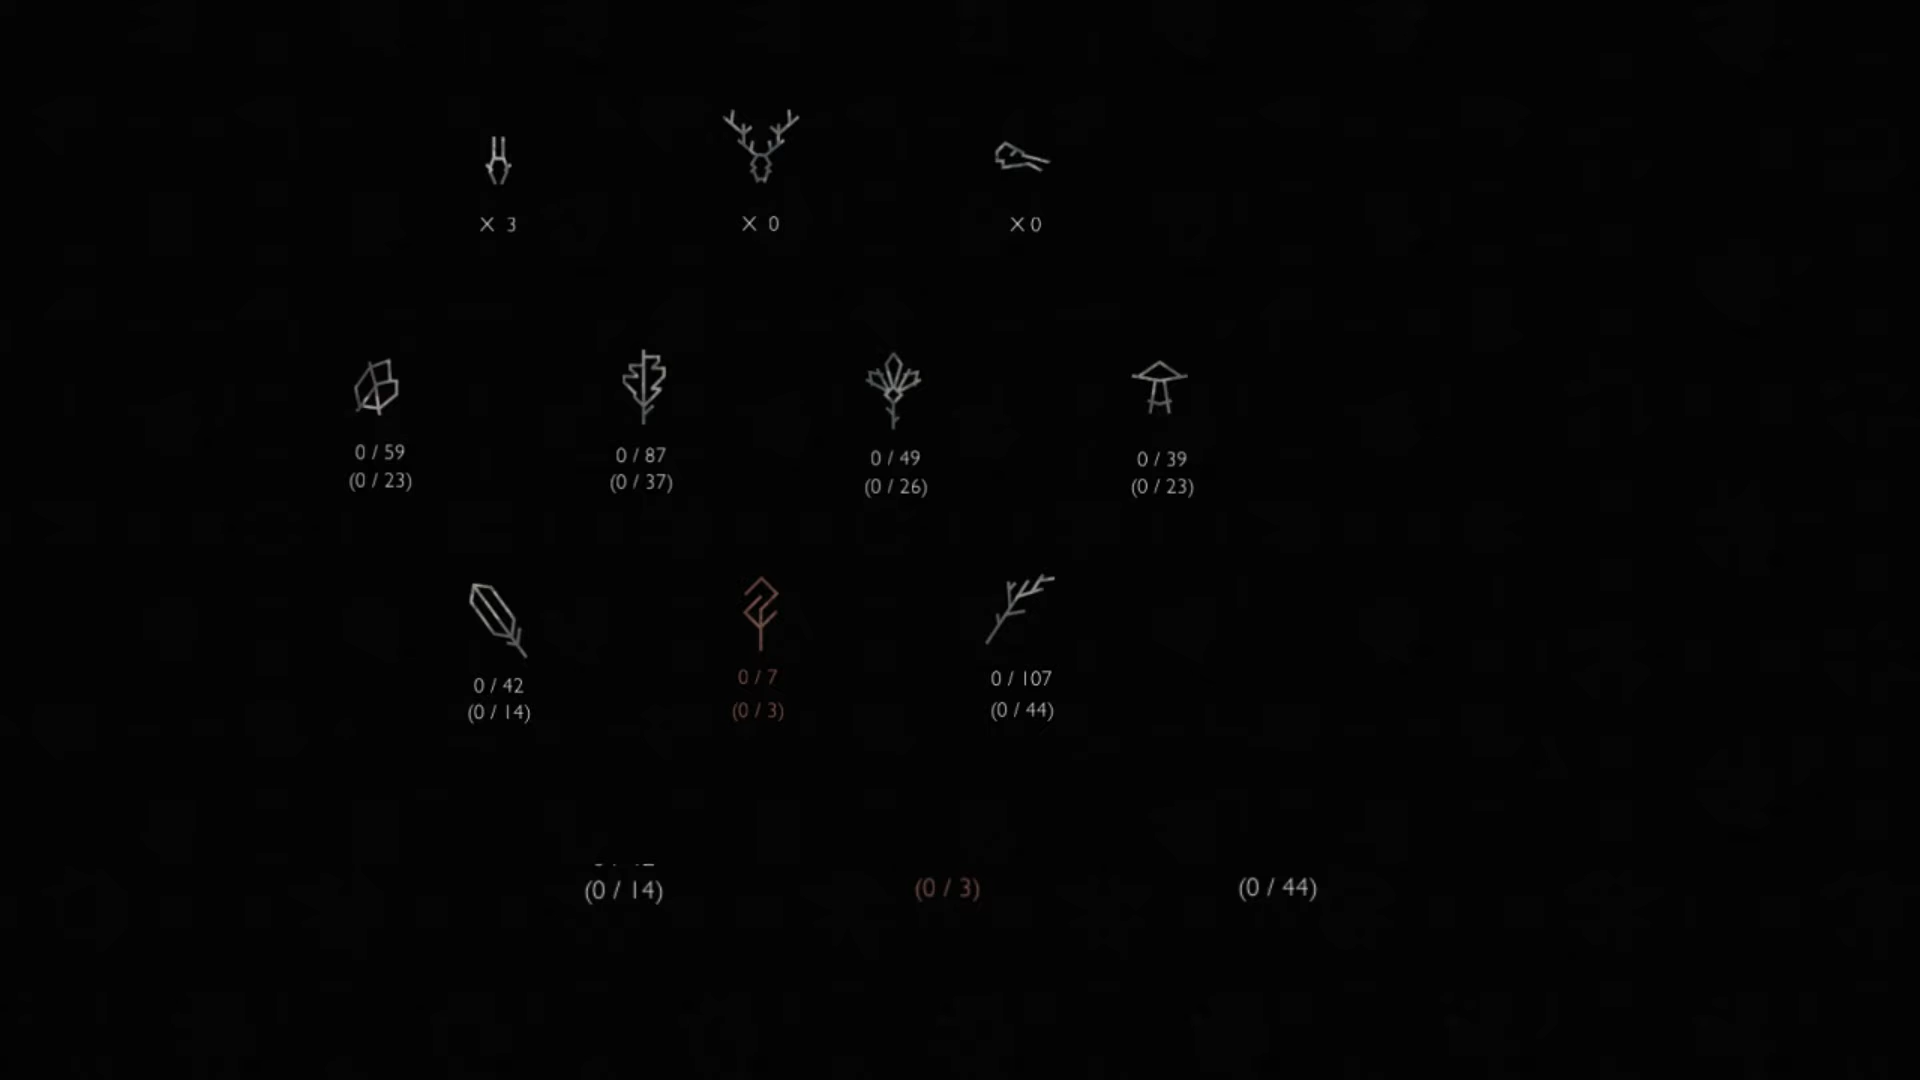 X 3
X 0
X 0
0 / 59
(0 / 23)
0 / 87
(0 / 37)
0 / 49
(0 / 26)
0 / 39
(0 / 23)
0 / 42
(0 / 14)
0 / 7
(0 / 3)
0 / 107
(0 / 44)
(0 / 14)
(0 / 3)
(0 / 44)